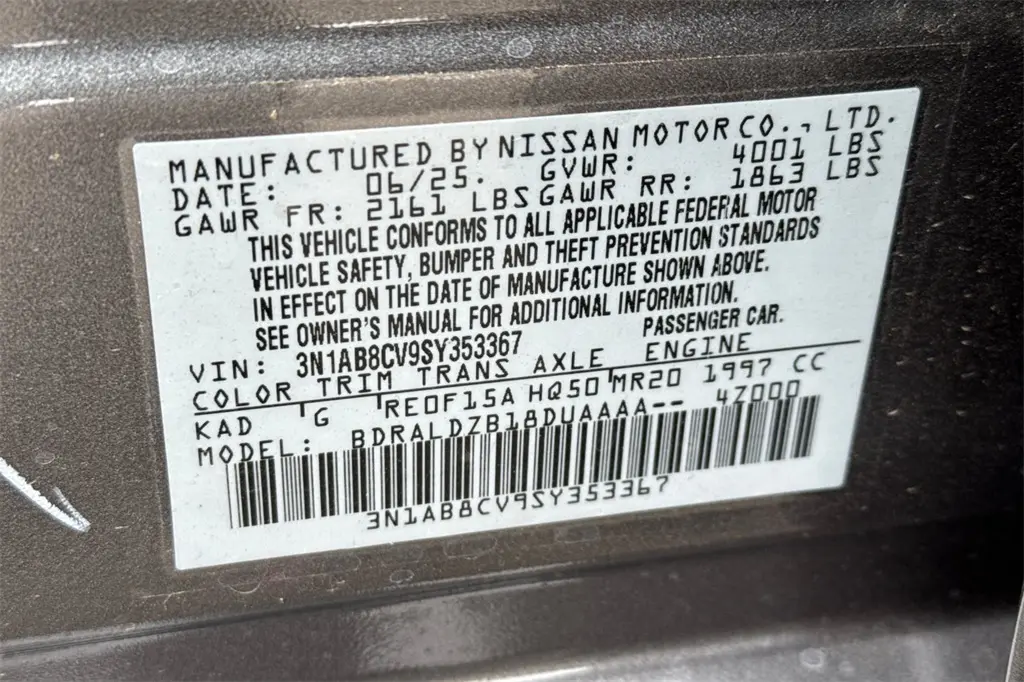 MANUFACTURED BY NISSAN MOTOR CO., LTD.
DATE: 06/25. GVWR: 4001 LBS
GAWR FR: 2161 LBS GAWR RR: 1863 LBS
THIS VEHICLE CONFORMS TO ALL APPLICABLE FEDERAL MOTOR
VEHICLE SAFETY, BUMPER AND THEFT PREVENTION STANDARDS
IN EFFECT ON THE DATE OF MANUFACTURE SHOWN ABOVE.
SEE OWNER'S MANUAL FOR ADDITIONAL INFORMATION.
VIN: 3N1AB8CV9SY353367 PASSENGER CAR.
COLOR TRIM TRANS AXLE ENGINE
KAD G RE0F15A HQ50 MR20 1997 CC
MODEL: BDRALDZB18DUAAAA-- 4Z000
3N1AB8CV9SY353367